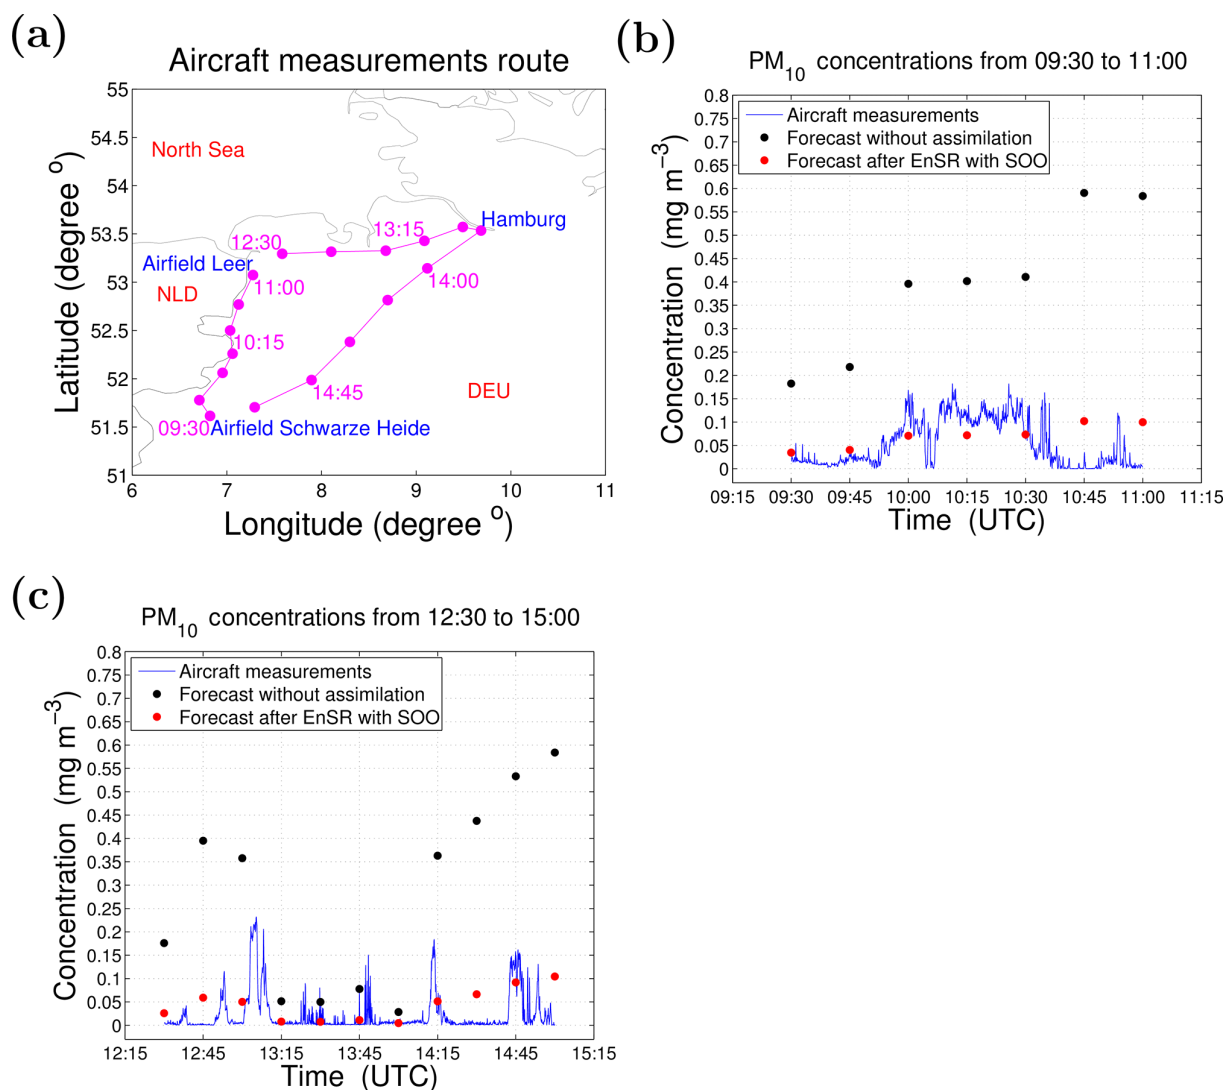 (a)
Aircraft measurements route
Latitude (degree °)
55
54.5
54
53.5
53
52.5
52
51.5
51
North Sea
Hamburg
13:15
12:30
Airfield Leer
11:00
14:00
NLD
10:15
14:45
DEU
09:30 Airfield Schwarze Heide
6 7 8 9 10 11
Longitude (degree °)
(b)
PM10 concentrations from 09:30 to 11:00
Concentration (mg m−3)
0.8
0.75
0.7
0.65
0.6
0.55
0.5
0.45
0.4
0.35
0.3
0.25
0.2
0.15
0.1
0.05
0
Aircraft measurements
Forecast without assimilation
Forecast after EnSR with SOO
09:15 09:30 09:45 10:00 10:15 10:30 10:45 11:00 11:15
Time (UTC)
(c)
PM10 concentrations from 12:30 to 15:00
Concentration (mg m−3)
0.8
0.75
0.7
0.65
0.6
0.55
0.5
0.45
0.4
0.35
0.3
0.25
0.2
0.15
0.1
0.05
0
Aircraft measurements
Forecast without assimilation
Forecast after EnSR with SOO
12:15 12:45 13:15 13:45 14:15 14:45 15:15
Time (UTC)